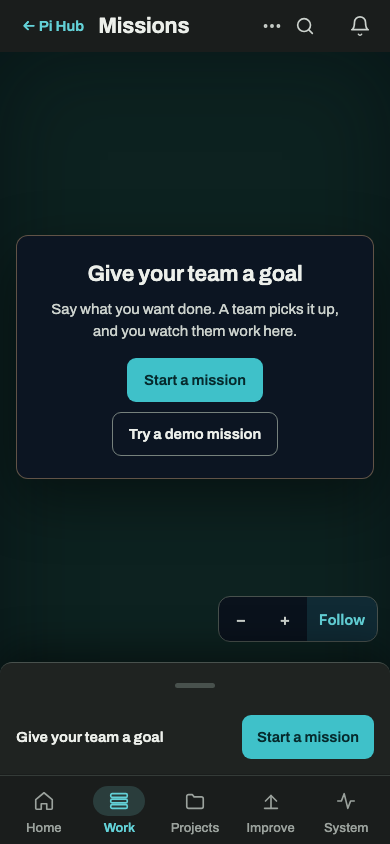 ← Pi Hub Missions
Give your team a goal
Say what you want done. A team picks it up,
and you watch them work here.
Start a mission
Try a demo mission
− + Follow
Give your team a goal Start a mission
Home Work Projects Improve System